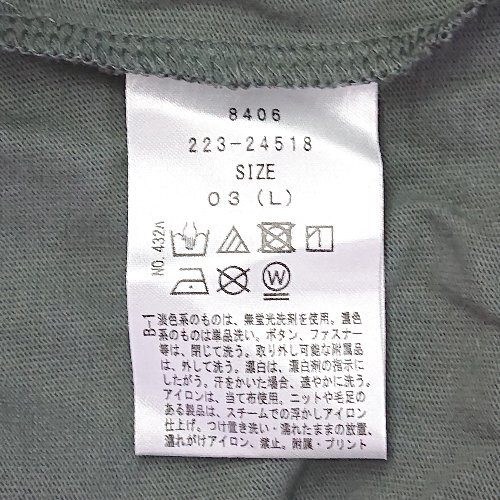 8406
223-24518
SIZE
03 (L)
NO.432A
W
B-1
淡色系のものは、無蛍光洗剤を使用。濃色
系のものは単品洗い。ボタン、ファスナー
等は、閉じて洗う。取り外し可能な附属品
は、外して洗う。漂白は、漂白剤の指示に
したがう。汗をかいた場合、速やかに洗う。
アイロンは、当て布使用。ニットや毛足の
ある製品は、スチームでの浮かしアイロン
仕上げ。つけ置き洗い・濡れたままの放置、
濡れがけアイロン、禁止。附属・プリント